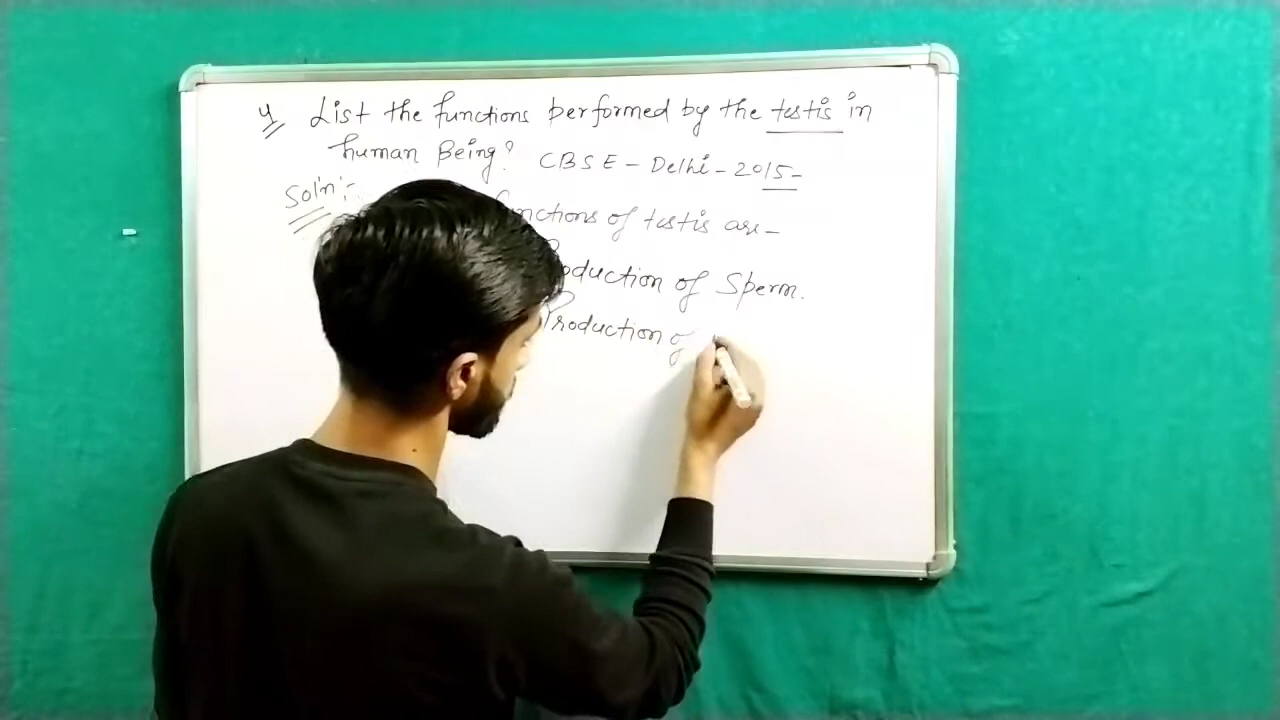 4 List the functions performed by the testis in
human Being? CBSE - Delhi - 2015-
Soln:- functions of testis are -
Production of Sperm.
Production of